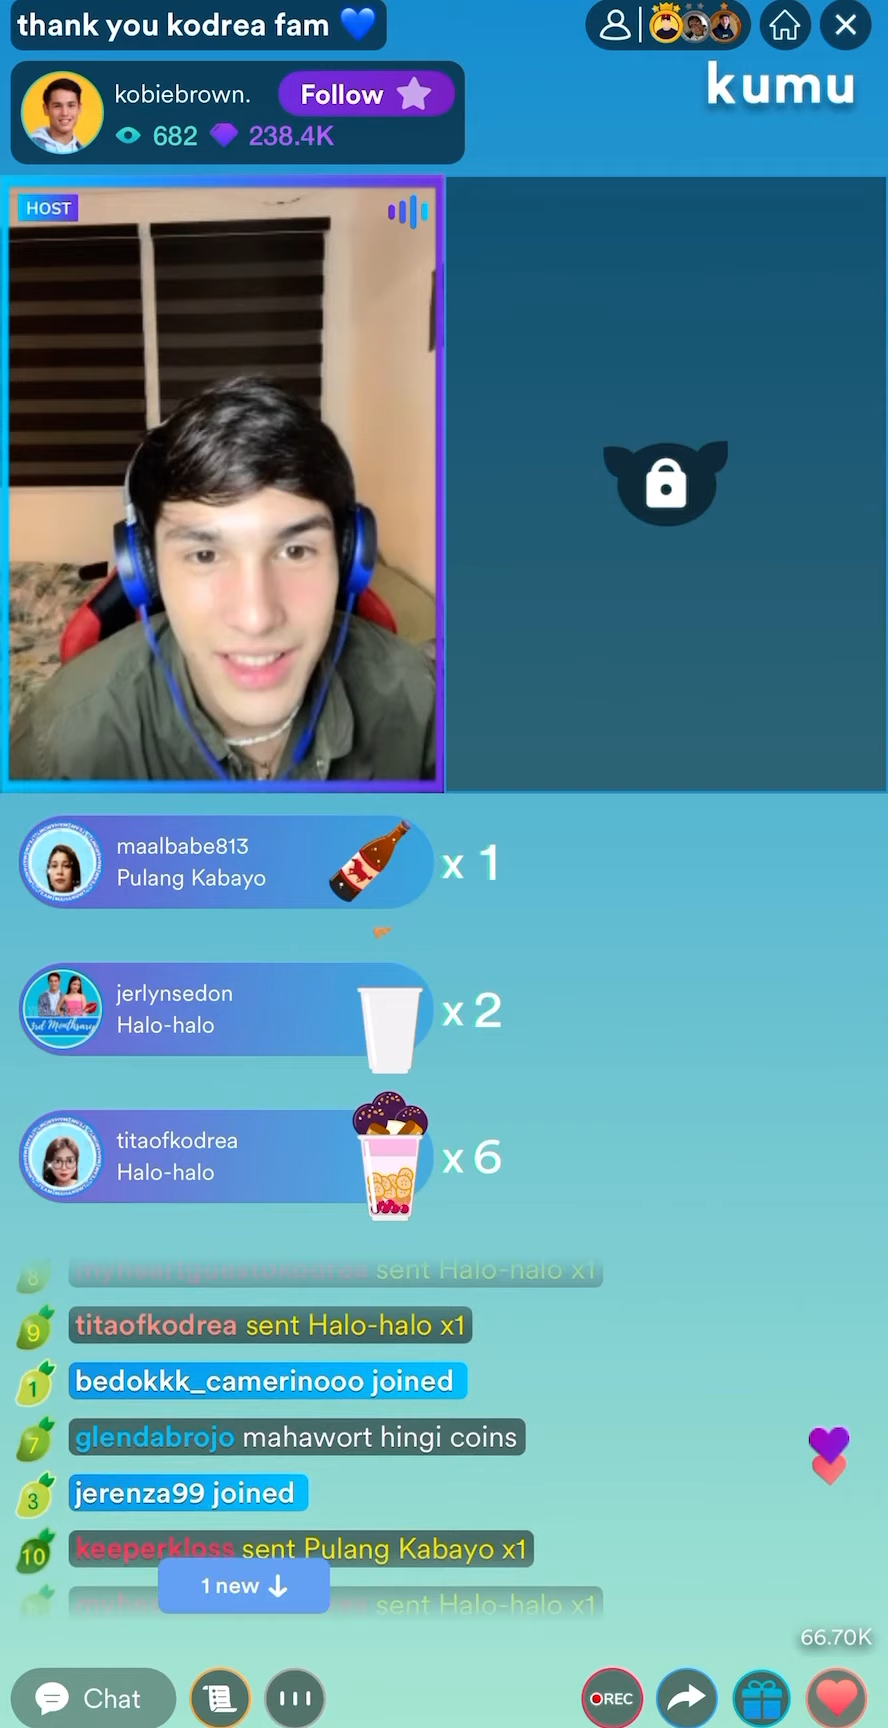 thank you kodrea fam 💙
kobiebrown.
Follow
682
238.4K
kumu
HOST
maalbabe813
Pulang Kabayo
x 1
jerlynsedon
Halo-halo
x 2
3rd Monthsary
titaofkodrea
Halo-halo
x 6
8 sent Halo-halo x1
9 titaofkodrea sent Halo-halo x1
1 bedokkk_camerinooo joined
7 glendabrojo mahawort hingi coins
3 jerenza99 joined
10 keeperkloss sent Pulang Kabayo x1
1 new ↓
sent Halo-halo x1
66.70K
Chat
REC